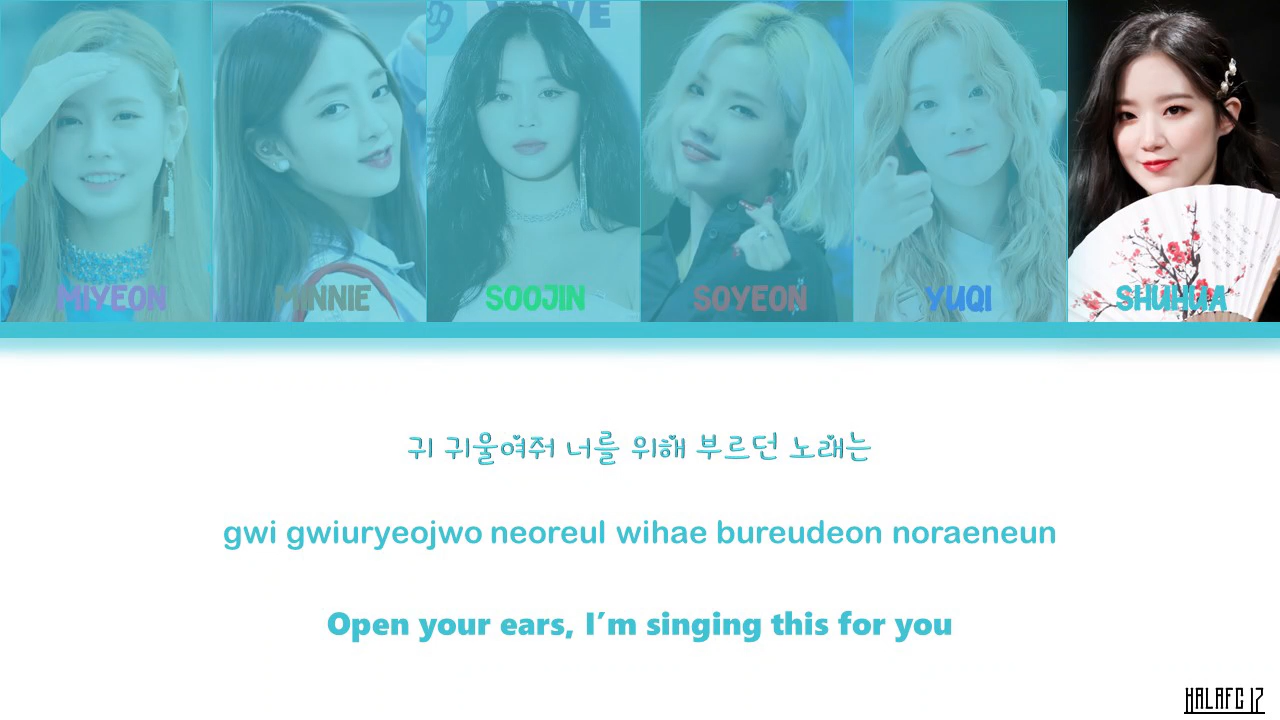 MIYEON MINNIE SOOJIN SOYEON YUQI SHUHUA
귀 귀울여줘 너를 위해 부르던 노래는
gwi gwiuryeojwo neoreul wihae bureudeon noraeneun
Open your ears, I’m singing this for you
HALAFC 17